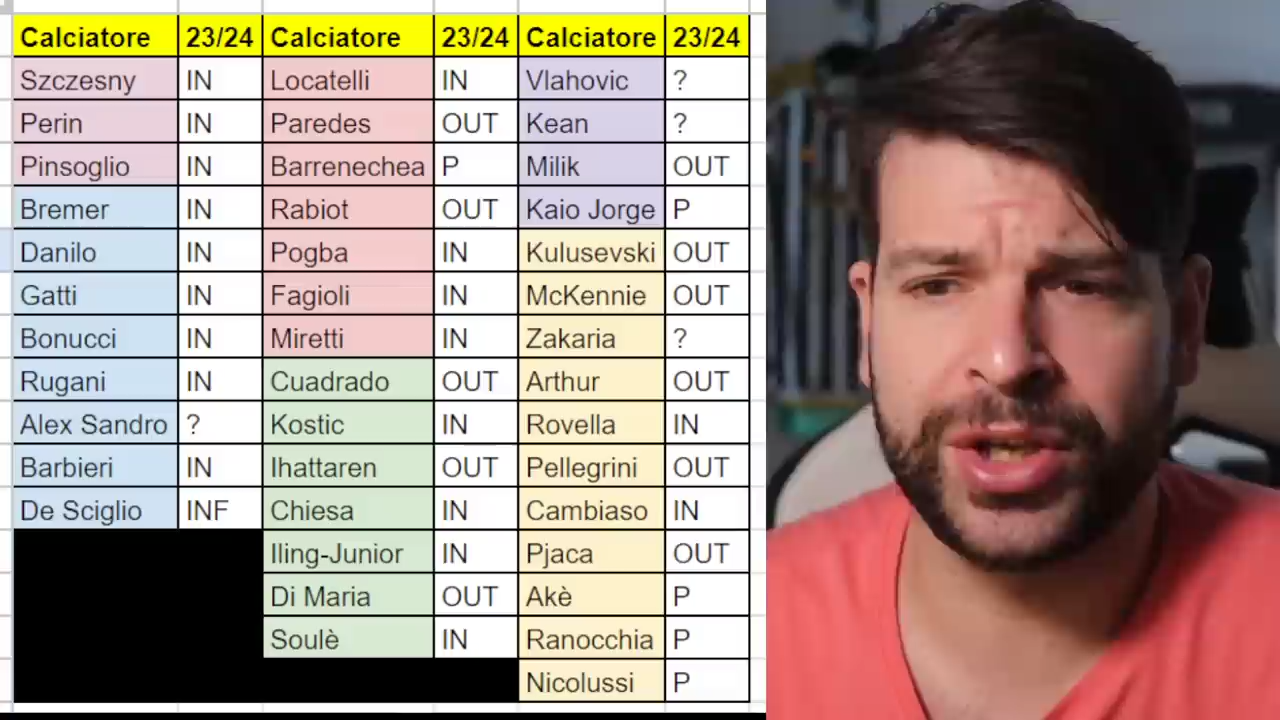 Calciatore 23/24 Calciatore 23/24 Calciatore 23/24
Szczesny IN Locatelli IN Vlahovic ?
Perin IN Paredes OUT Kean ?
Pinsoglio IN Barrenechea P Milik OUT
Bremer IN Rabiot OUT Kaio Jorge P
Danilo IN Pogba IN Kulusevski OUT
Gatti IN Fagioli IN McKennie OUT
Bonucci IN Miretti IN Zakaria ?
Rugani IN Cuadrado OUT Arthur OUT
Alex Sandro ? Kostic IN Rovella IN
Barbieri IN Ihattaren OUT Pellegrini OUT
De Sciglio INF Chiesa IN Cambiaso IN
Iling-Junior IN Pjaca OUT
Di Maria OUT Akè P
Soulè IN Ranocchia P
Nicolussi P